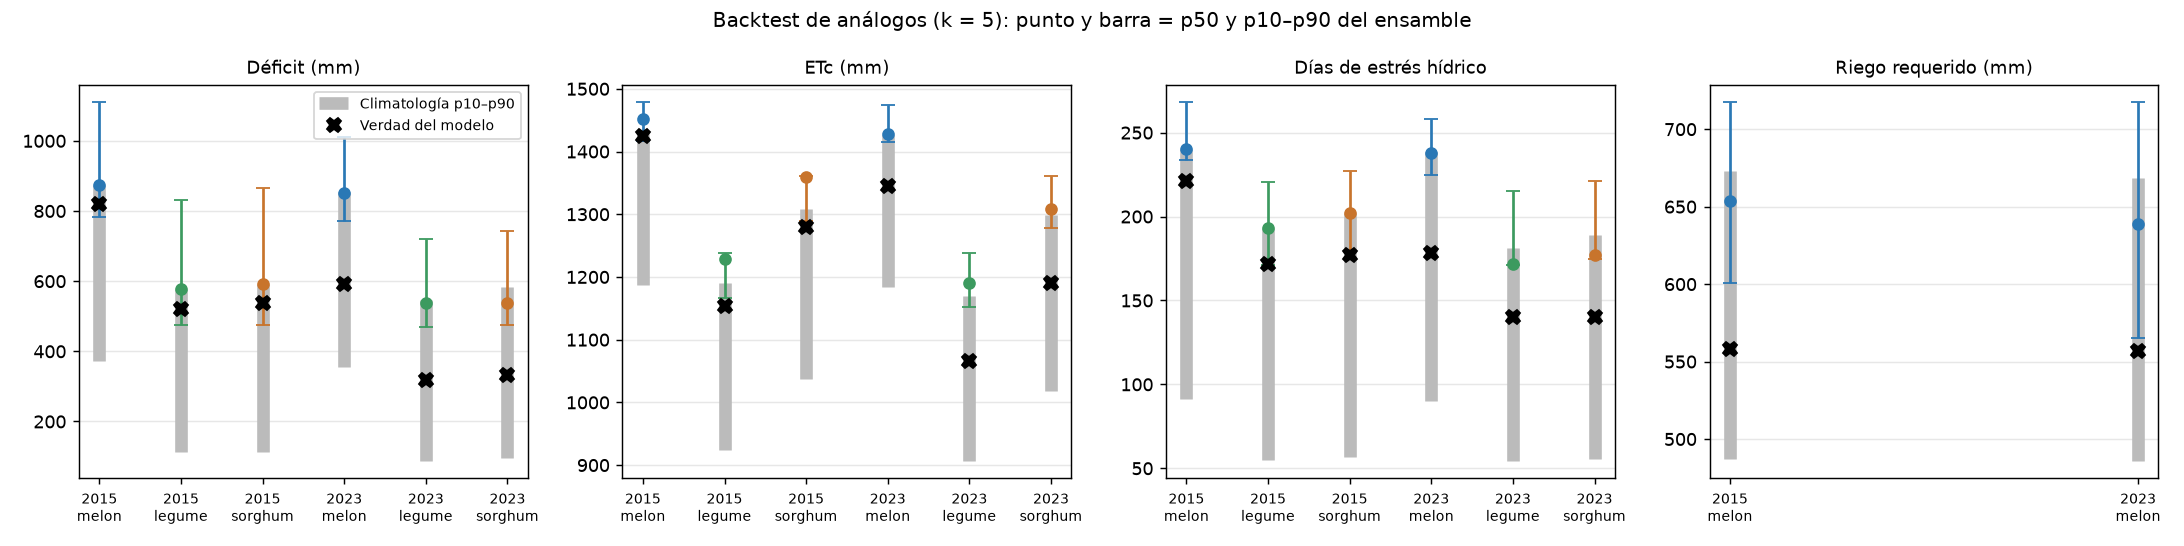 Backtest de análogos (k = 5): punto y barra = p50 y p10–p90 del ensamble
Déficit (mm)
1000
800
600
400
200
Climatología p10–p90
Verdad del modelo
2015 melon
2015 legume
2015 sorghum
2023 melon
2023 legume
2023 sorghum
ETc (mm)
1500
1400
1300
1200
1100
1000
900
2015 melon
2015 legume
2015 sorghum
2023 melon
2023 legume
2023 sorghum
Días de estrés hídrico
250
200
150
100
50
2015 melon
2015 legume
2015 sorghum
2023 melon
2023 legume
2023 sorghum
Riego requerido (mm)
700
650
600
550
500
2015 melon
2023 melon